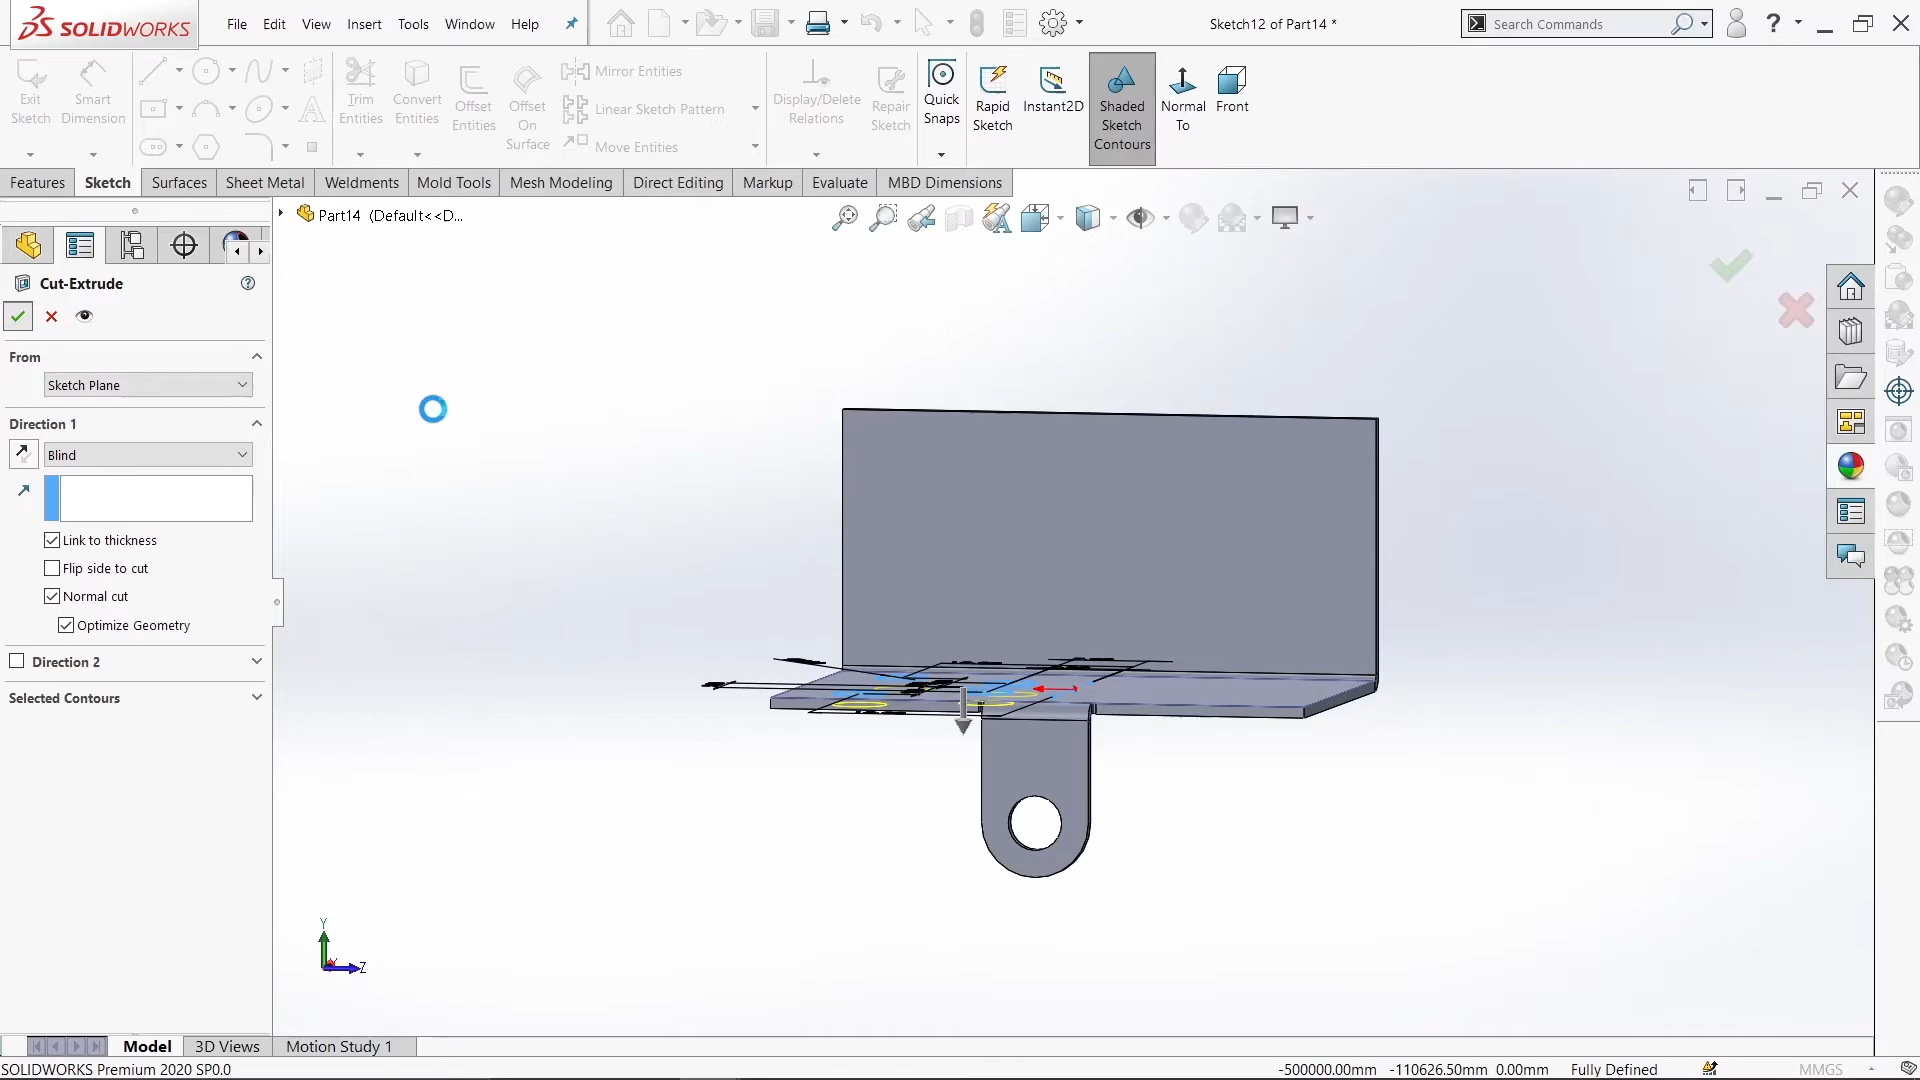 SOLIDWORKS
File Edit View Insert Tools Window Help
Sketch12 of Part14 *
Search Commands
?
Exit Sketch
Smart Dimension
Trim Entities
Convert Entities
Offset Entities
Offset On Surface
Mirror Entities
Linear Sketch Pattern
Move Entities
Display/Delete Relations
Repair Sketch
Quick Snaps
Rapid Sketch
Instant2D
Shaded Sketch Contours
Normal To
Front
Features Sketch Surfaces Sheet Metal Weldments Mold Tools Mesh Modeling Direct Editing Markup Evaluate MBD Dimensions
Part14 (Default<<D...
Cut-Extrude
From
Sketch Plane
Direction 1
Blind
Link to thickness
Flip side to cut
Normal cut
Optimize Geometry
Direction 2
Selected Contours
Y
Z
Model 3D Views Motion Study 1
SOLIDWORKS Premium 2020 SP0.0
-500000.00mm -110626.50mm 0.00mm Fully Defined MMGS